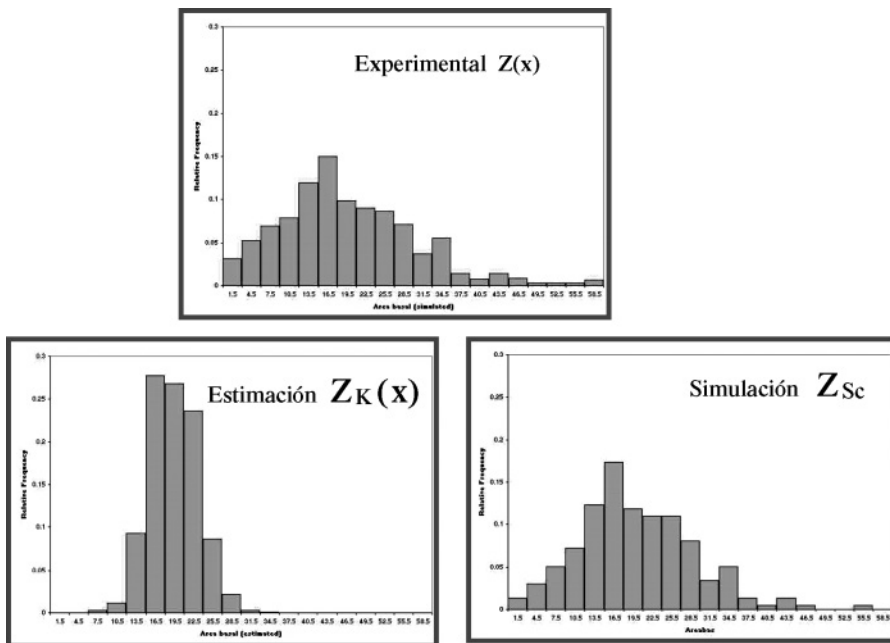 Experimental Z(x)
0.3
0.25
0.2
0.15
0.1
0.05
0
Relative Frequency
1.5 4.5 7.5 10.5 13.5 16.5 19.5 22.5 25.5 28.5 31.5 34.5 37.5 40.5 43.5 46.5 49.5 52.5 55.5 58.5
Area basal (simulated)
Estimación ZK(x)
0.3
0.25
0.2
0.15
0.1
0.05
0
Relative Frequency
1.5 4.5 7.5 10.5 13.5 16.5 19.5 22.5 25.5 28.5 31.5 34.5 37.5 40.5 43.5 46.5 49.5 52.5 55.5 58.5
Area basal (estimated)
Simulación ZSc
0.3
0.25
0.2
0.15
0.1
0.05
0
Relative Frequency
1.5 4.5 7.5 10.5 13.5 16.5 19.5 22.5 25.5 28.5 31.5 34.5 37.5 40.5 43.5 46.5 49.5 52.5 55.5 58.5